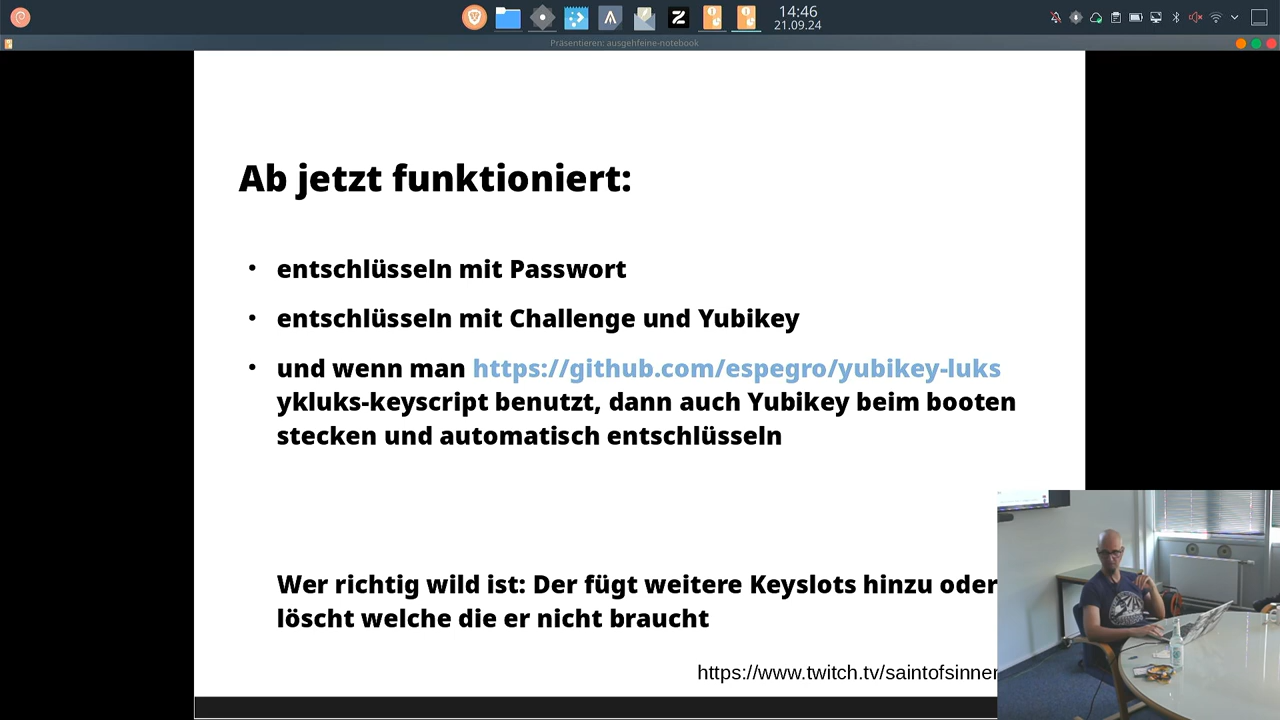 14:46
21.09.24
Präsentieren: ausgehfeine-notebook
Ab jetzt funktioniert:
• entschlüsseln mit Passwort
• entschlüsseln mit Challenge und Yubikey
• und wenn man https://github.com/espegro/yubikey-luks
ykluks-keyscript benutzt, dann auch Yubikey beim booten
stecken und automatisch entschlüsseln
Wer richtig wild ist: Der fügt weitere Keyslots hinzu oder
löscht welche die er nicht braucht
https://www.twitch.tv/saintofsinner